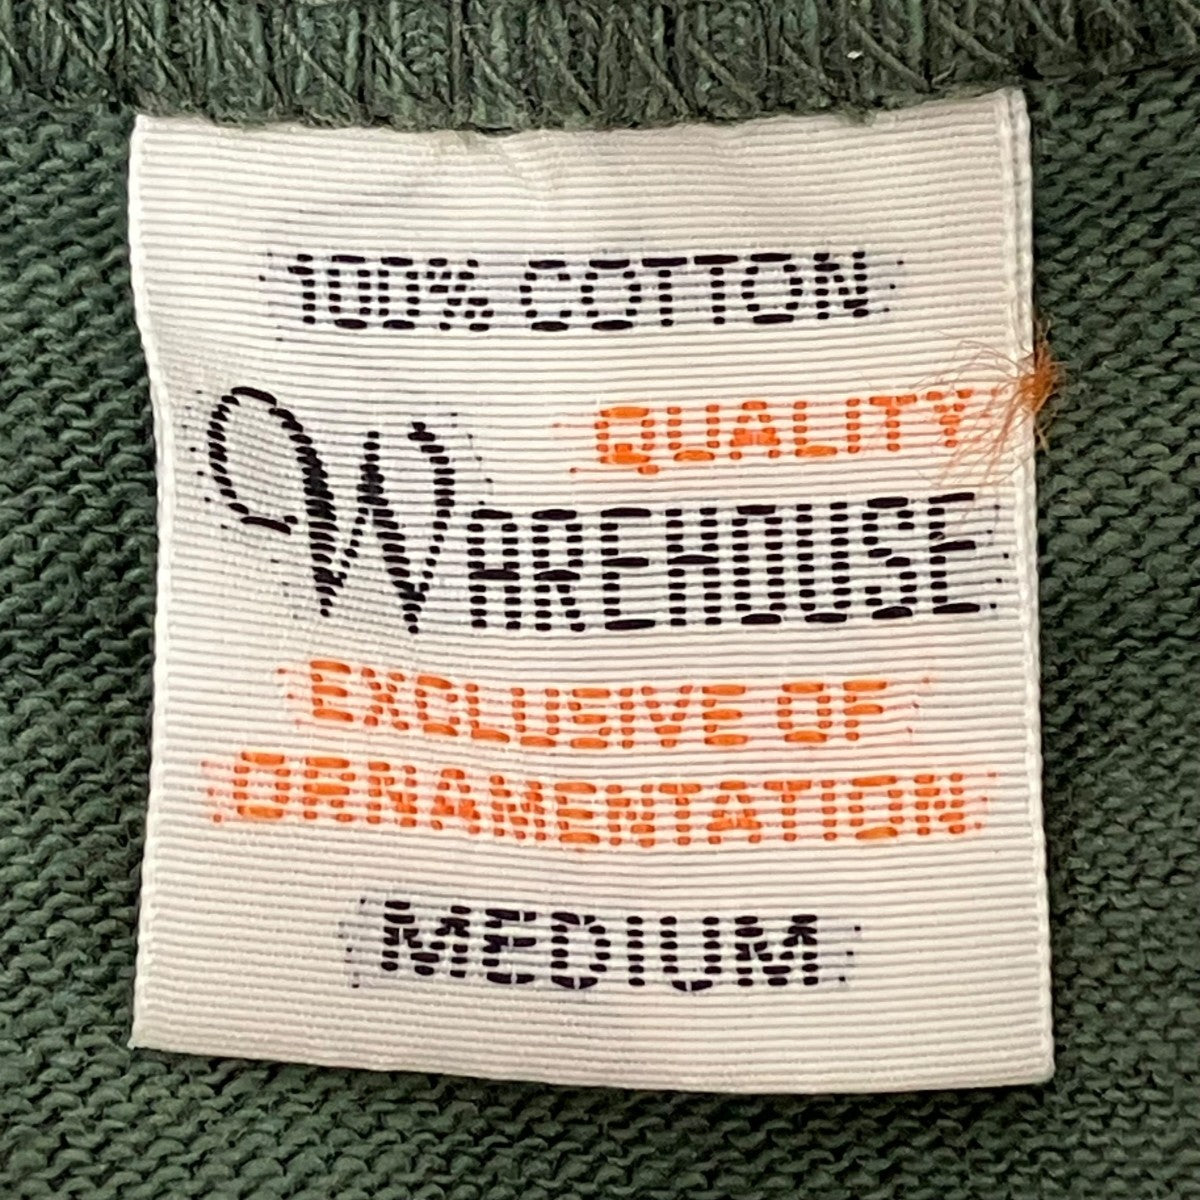 100% COTTON
QUALITY
WAREHOUSE
EXCLUSIVE OF
ORNAMENTATION
MEDIUM